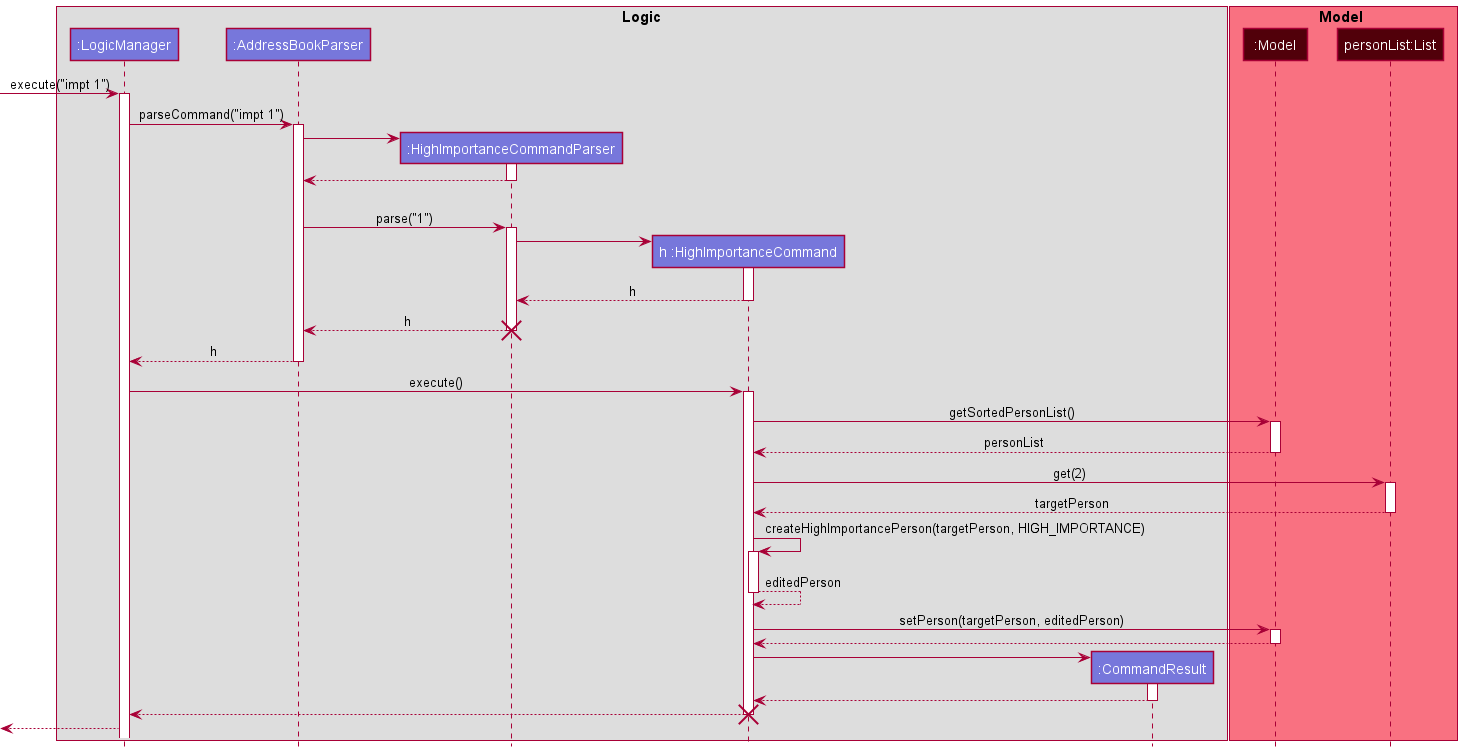 Logic
Model
:LogicManager
:AddressBookParser
:Model
personList:List
execute("impt 1")
parseCommand("impt 1")
:HighImportanceCommandParser
parse("1")
h :HighImportanceCommand
h
h
h
execute()
getSortedPersonList()
personList
get(2)
targetPerson
createHighImportancePerson(targetPerson, HIGH_IMPORTANCE)
editedPerson
setPerson(targetPerson, editedPerson)
:CommandResult